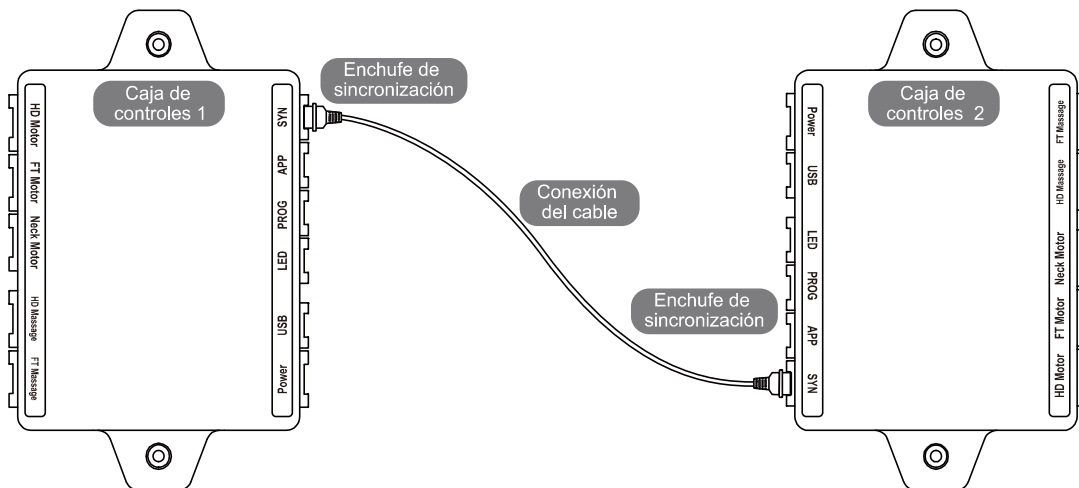 Caja de
controles 1
HD Motor
FT Motor
Neck Motor
HD Massage
FT Massage
SYN
APP
PROG
LED
USB
Power
Enchufe de
sincronización
Conexión
del cable
Enchufe de
sincronización
Caja de
controles 2
Power
USB
LED
PROG
APP
SYN
FT Massage
HD Massage
Neck Motor
FT Motor
HD Motor